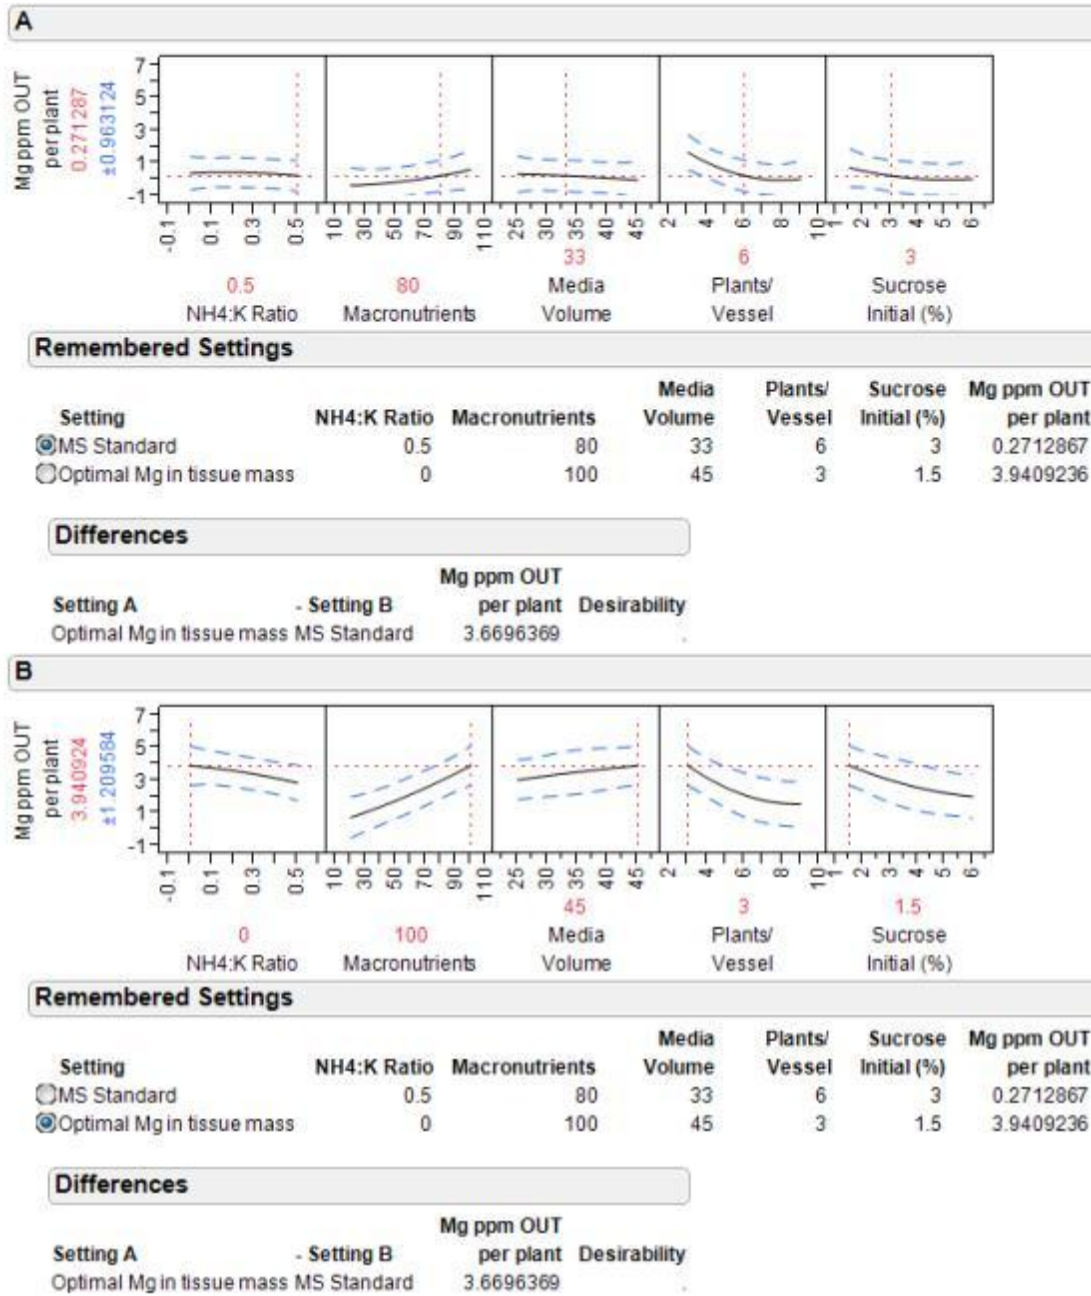 A
Mg ppm OUT
per plant
0.271287
±0.963124
7
5
3
1
-1
-0.1 0.1 0.3 0.5 10 30 50 70 90 110 25 30 35 40 45 2 4 6 8 10 1 2 3 4 5 6
0.5 80 33 6 3
NH4:K Ratio Macronutrients Media Volume Plants/ Vessel Sucrose Initial (%)
Remembered Settings
Media Plants/ Sucrose Mg ppm OUT
Setting NH4:K Ratio Macronutrients Volume Vessel Initial (%) per plant
MS Standard 0.5 80 33 6 3 0.2712867
Optimal Mg in tissue mass 0 100 45 3 1.5 3.9409236
Differences
Mg ppm OUT
Setting A - Setting B per plant Desirability
Optimal Mg in tissue mass MS Standard 3.6696369 .
B
Mg ppm OUT
per plant
3.940924
±1.209584
7
5
3
1
-1
-0.1 0.1 0.3 0.5 10 30 50 70 90 110 25 30 35 40 45 2 4 6 8 10 1 2 3 4 5 6
0 100 45 3 1.5
NH4:K Ratio Macronutrients Media Volume Plants/ Vessel Sucrose Initial (%)
Remembered Settings
Media Plants/ Sucrose Mg ppm OUT
Setting NH4:K Ratio Macronutrients Volume Vessel Initial (%) per plant
MS Standard 0.5 80 33 6 3 0.2712867
Optimal Mg in tissue mass 0 100 45 3 1.5 3.9409236
Differences
Mg ppm OUT
Setting A - Setting B per plant Desirability
Optimal Mg in tissue mass MS Standard 3.6696369 .